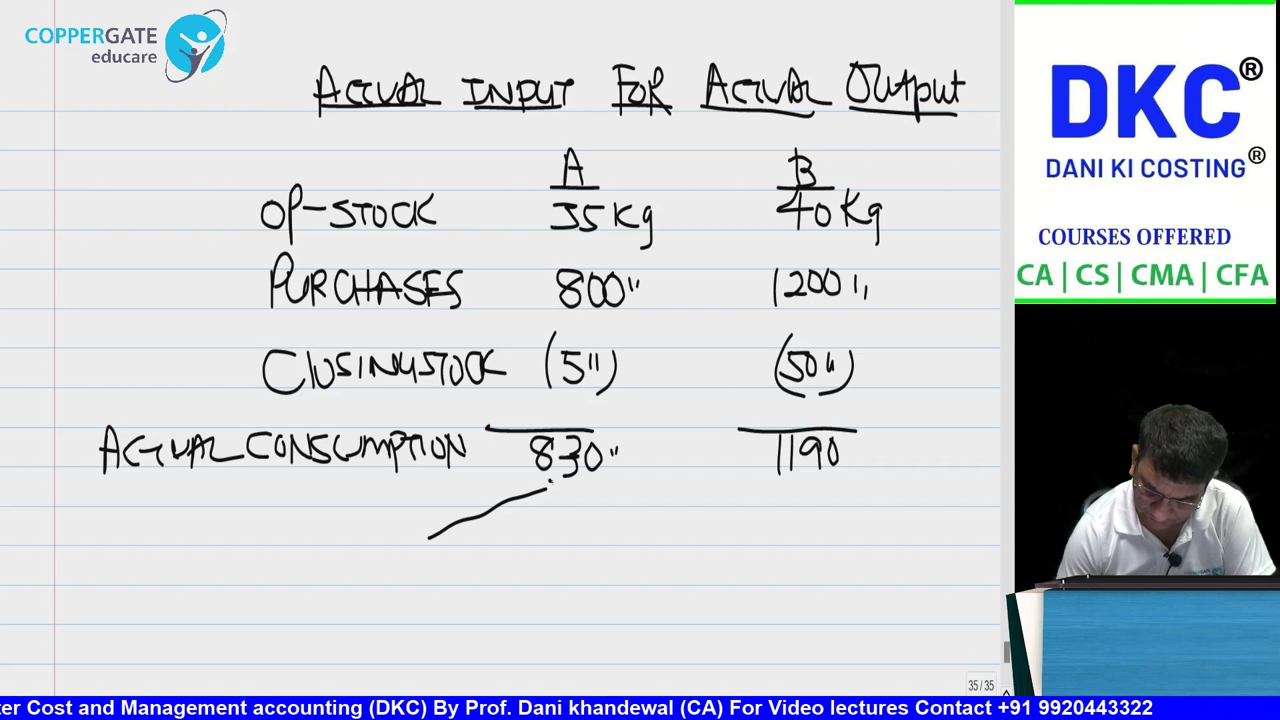 COPPERGATE
educare
ACTUAL INPUT FOR ACTUAL OUTPUT
A B
OP-STOCK 35 Kg 40 Kg
PURCHASES 800 " 1200 "
CLOSING STOCK (5 ") (50 ")
ACTUAL CONSUMPTION 830 " 1190
35 / 35
DKC®
DANI KI COSTING®
COURSES OFFERED
CA | CS | CMA | CFA
ter Cost and Management accounting (DKC) By Prof. Dani khandewal (CA) For Video lectures Contact +91 9920443322